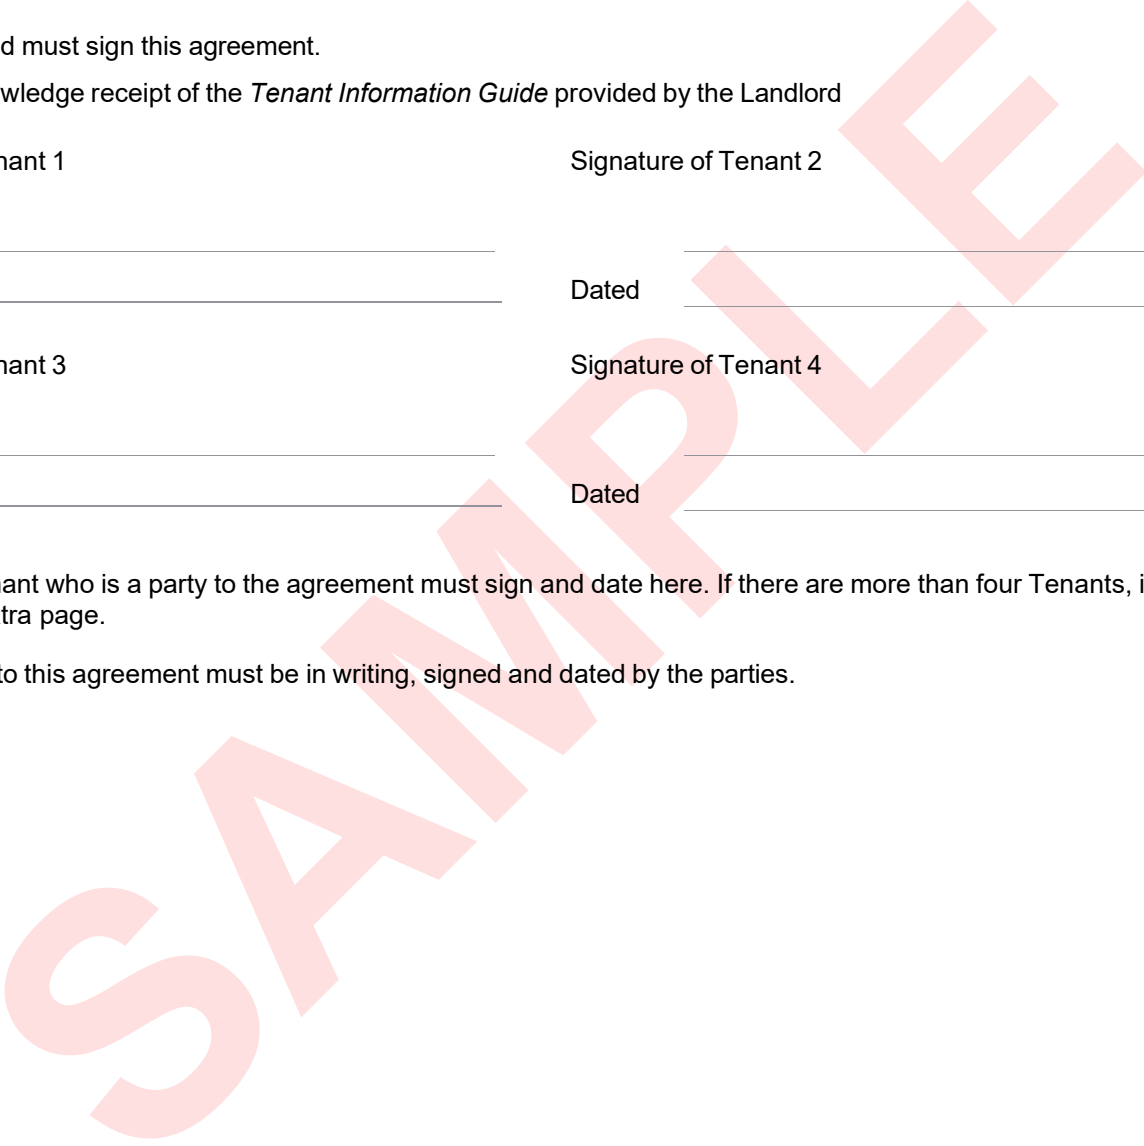 d must sign this agreement.
wledge receipt of the Tenant Information Guide provided by the Landlord
nant 1
Signature of Tenant 2
Dated
nant 3
Signature of Tenant 4
Dated
nant who is a party to the agreement must sign and date here. If there are more than four Tenants, i
tra page.
to this agreement must be in writing, signed and dated by the parties.
SAMPLE